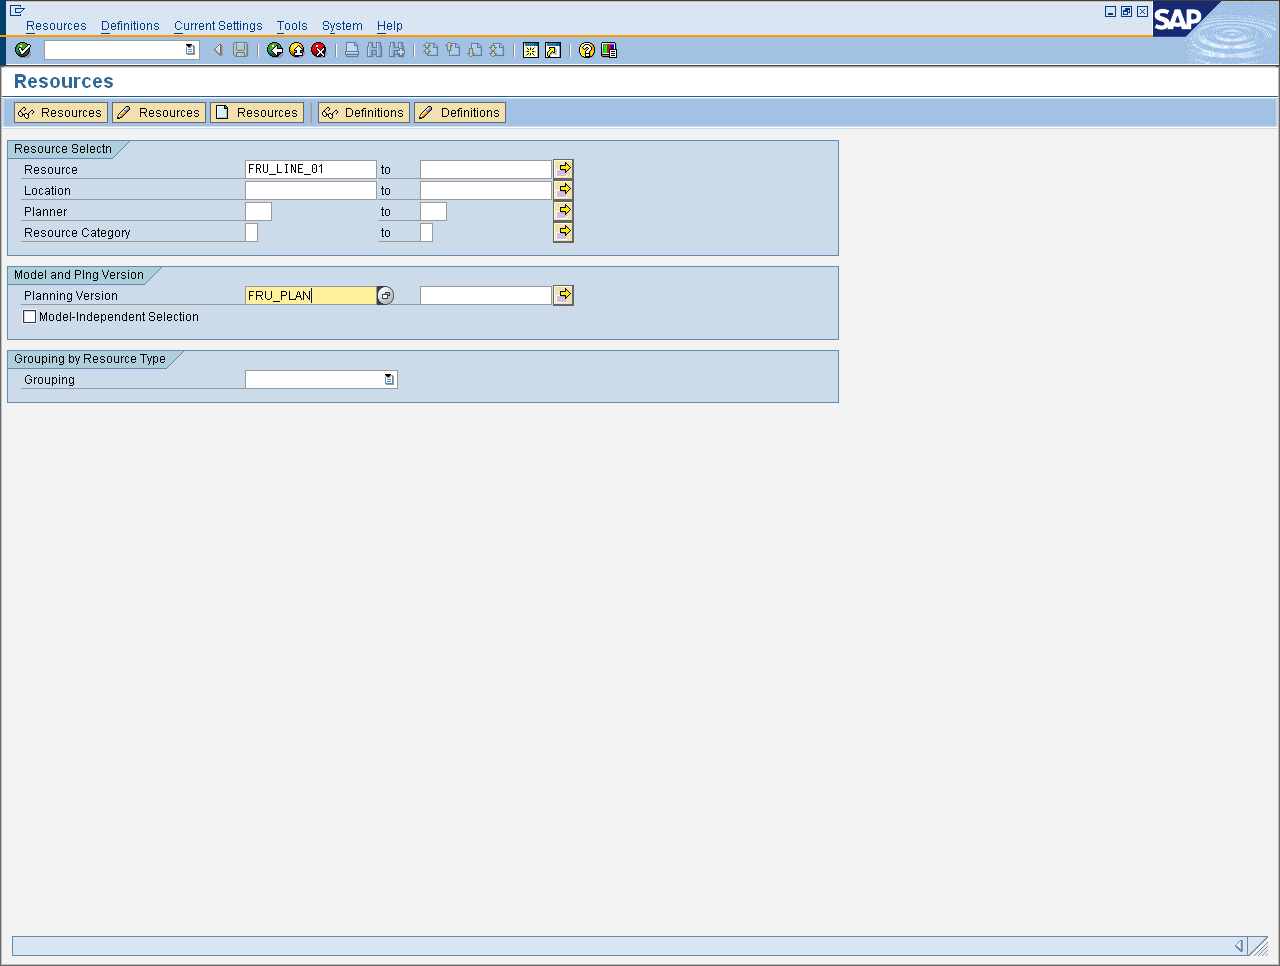 Resources Definitions Current Settings Tools System Help
SAP
Resources
Resources Resources Resources Definitions Definitions
Resource Selectn
Resource FRU_LINE_01 to
Location to
Planner to
Resource Category to
Model and Plng Version
Planning Version FRU_PLAN
Model-Independent Selection
Grouping by Resource Type
Grouping